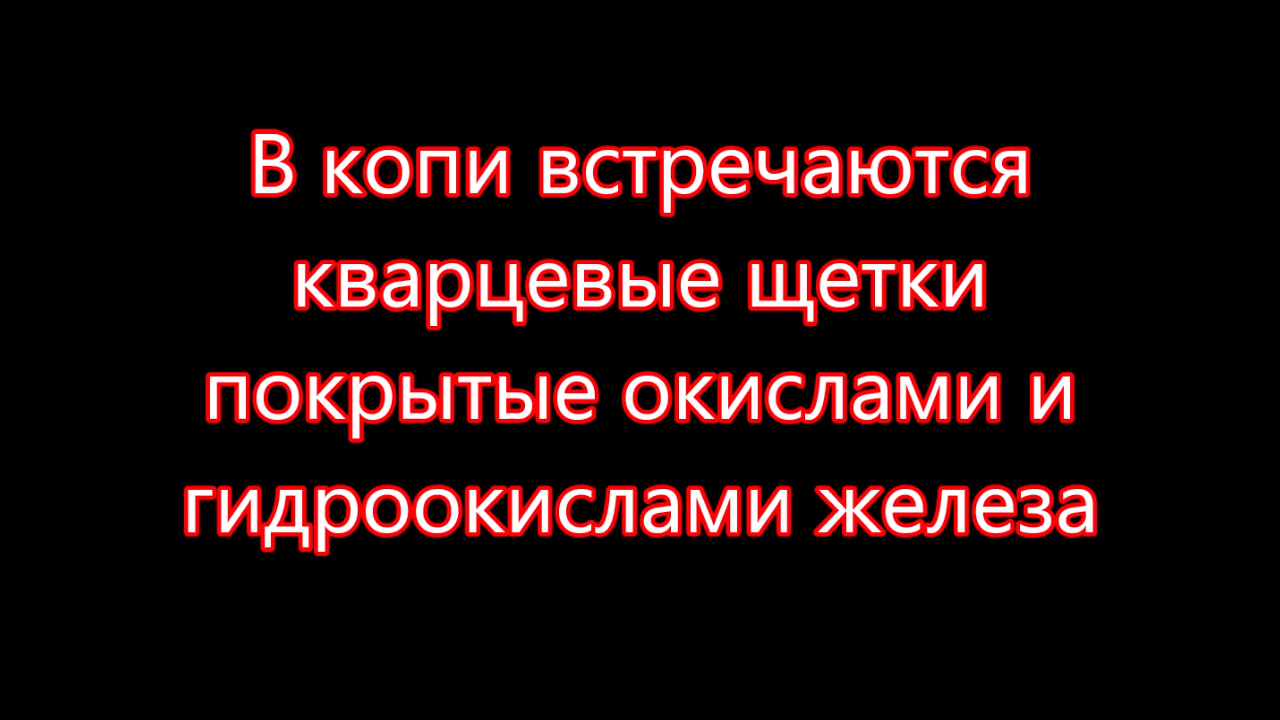 В копи встречаются
кварцевые щетки
покрытые окислами и
гидроокислами железа